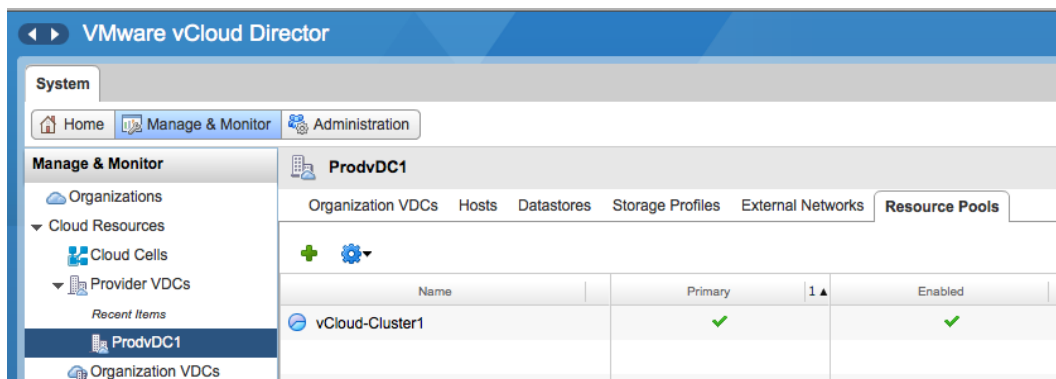 VMware vCloud Director
System
Home Manage & Monitor Administration
Manage & Monitor
Organizations
Cloud Resources
Cloud Cells
Provider VDCs
Recent Items
ProdvDC1
Organization VDCs
ProdvDC1
Organization VDCs Hosts Datastores Storage Profiles External Networks Resource Pools
Name Primary 1 Enabled
vCloud-Cluster1